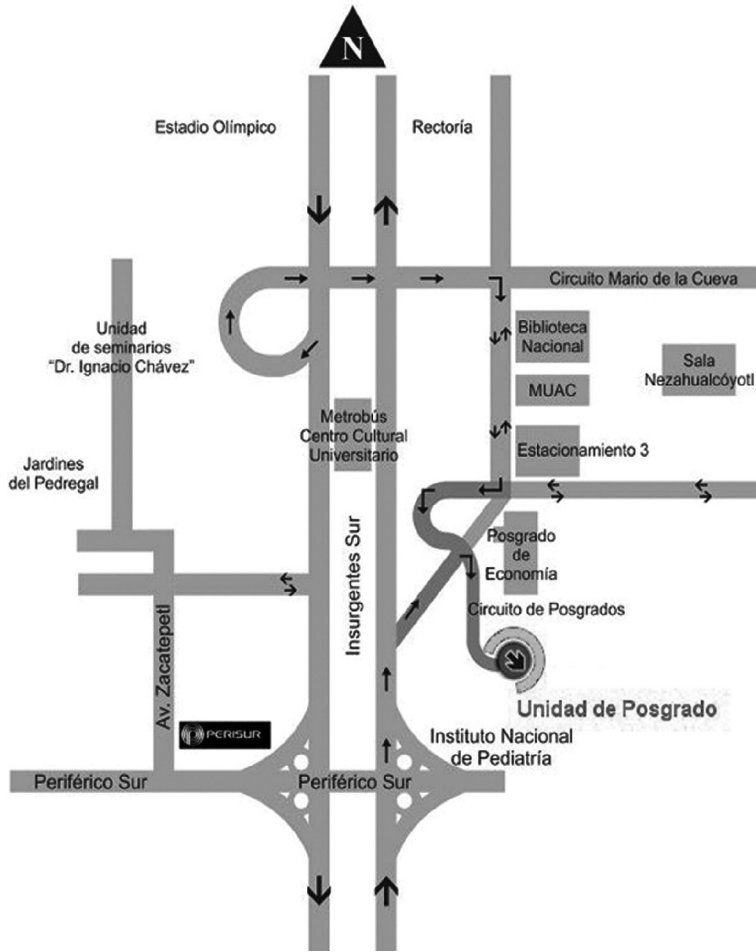 N
Estadio Olímpico
Rectoría
Circuito Mario de la Cueva
Unidad
de seminarios
“Dr. Ignacio Chávez”
Biblioteca
Nacional
Sala
Nezahualcóyotl
MUAC
Metrobús
Centro Cultural
Universitario
Estacionamiento 3
Jardines
del Pedregal
Posgrado
de
Economía
Insurgentes Sur
Circuito de Posgrados
Av. Zacatepetl
Unidad de Posgrado
PERISUR
Instituto Nacional
de Pediatría
Periférico Sur
Periférico Sur